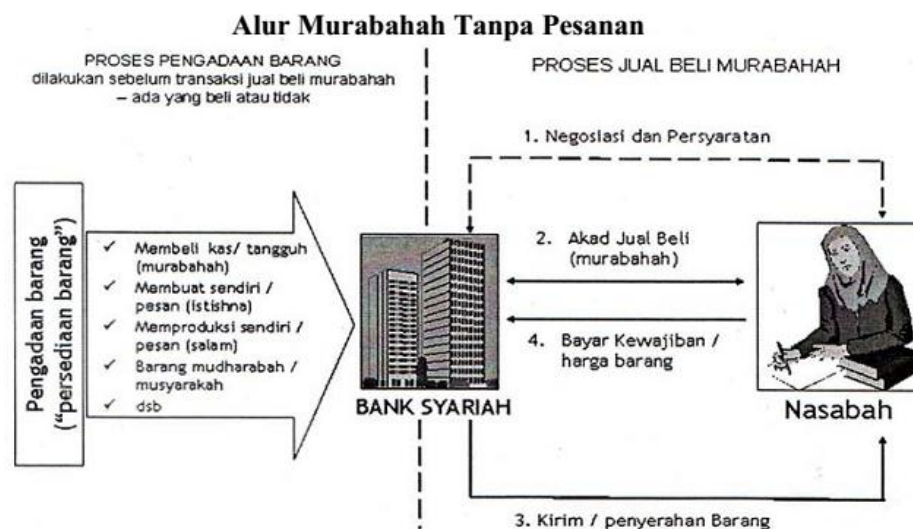 Alur Murabahah Tanpa Pesanan
PROSES PENGADAAN BARANG
dilakukan sebelum transaksi jual beli murabahah
– ada yang beli atau tidak
PROSES JUAL BELI MURABAHAH
1. Negosiasi dan Persyaratan
Pengadaan barang
("persediaan barang")
✓ Membeli kas/ tangguh
(murabahah)
✓ Membuat sendiri /
pesan (istishna)
✓ Memproduksi sendiri /
pesan (salam)
✓ Barang mudharabah /
musyarakah
✓ dsb
2. Akad Jual Beli
(murabahah)
4. Bayar Kewajiban /
harga barang
BANK SYARIAH
Nasabah
3. Kirim / penyerahan Barang